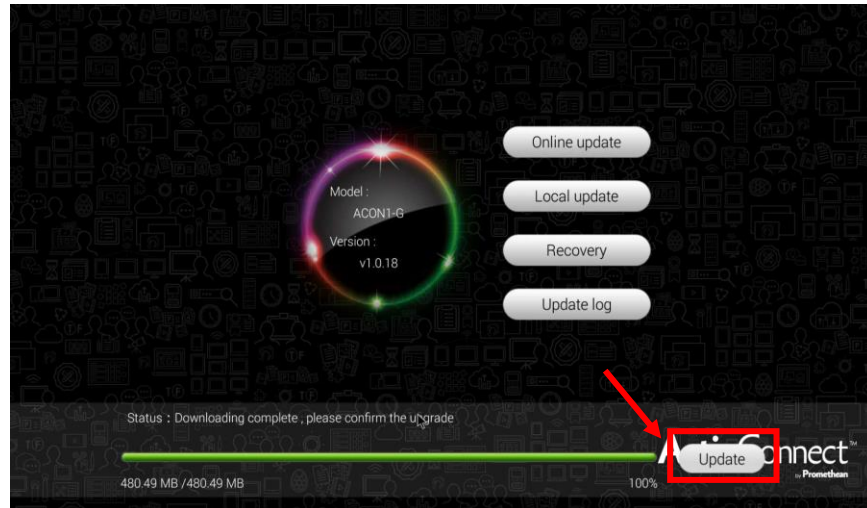 Model :
ACON1-G
Version :
v1.0.18
Online update
Local update
Recovery
Update log
Status : Downloading complete , please confirm the upgrade
480.49 MB /480.49 MB
100%
Update
nnect™
by Promethean